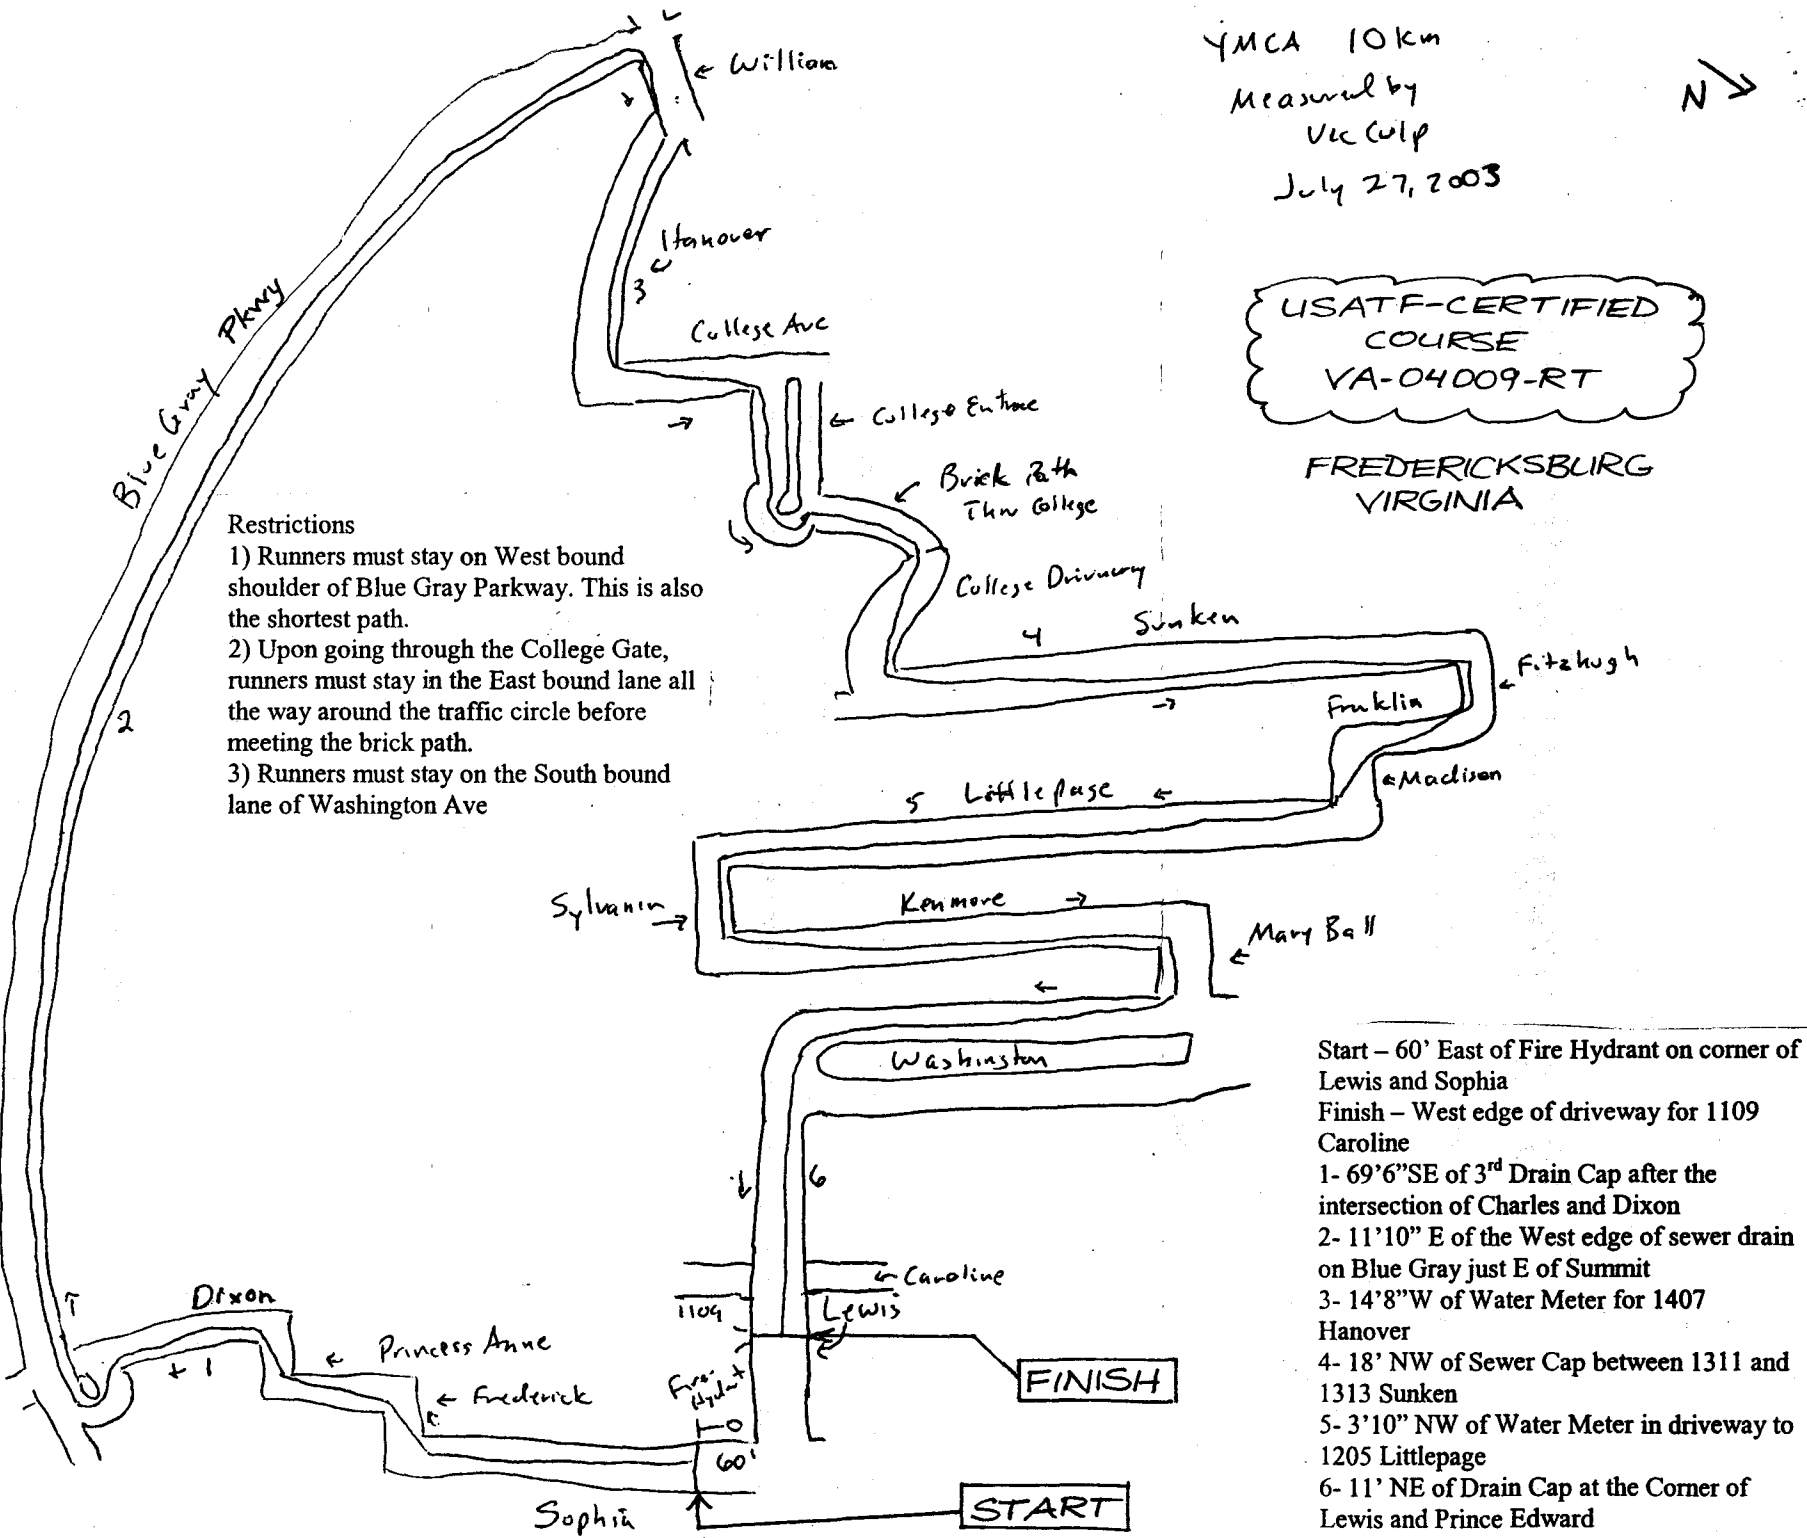 YMCA 10km
Measured by
Vic Culp
July 27, 2003
N
William
Hanover
3
College Ave
College Entrance
Brick Path
Thru College
College Driveway
4
Sunken
Fitzhugh
Franklin
Madison
5
Littlepage
Sylvania
Kenmore
Mary Ball
Washington
6
Caroline
1109
Lewis
Fire
Hydrant
FINISH
60'
START
Sophia
Frederick
Princess Anne
Dixon
1
2
Blue Gray Pkwy
USATF-CERTIFIED
COURSE
VA-04009-RT
FREDERICKSBURG
VIRGINIA
Restrictions
1) Runners must stay on West bound
shoulder of Blue Gray Parkway. This is also
the shortest path.
2) Upon going through the College Gate,
runners must stay in the East bound lane all
the way around the traffic circle before
meeting the brick path.
3) Runners must stay on the South bound
lane of Washington Ave
Start – 60’ East of Fire Hydrant on corner of
Lewis and Sophia
Finish – West edge of driveway for 1109
Caroline
1- 69’6”SE of 3rd Drain Cap after the
intersection of Charles and Dixon
2- 11’10” E of the West edge of sewer drain
on Blue Gray just E of Summit
3- 14’8”W of Water Meter for 1407
Hanover
4- 18’ NW of Sewer Cap between 1311 and
1313 Sunken
5- 3’10” NW of Water Meter in driveway to
1205 Littlepage
6- 11’ NE of Drain Cap at the Corner of
Lewis and Prince Edward